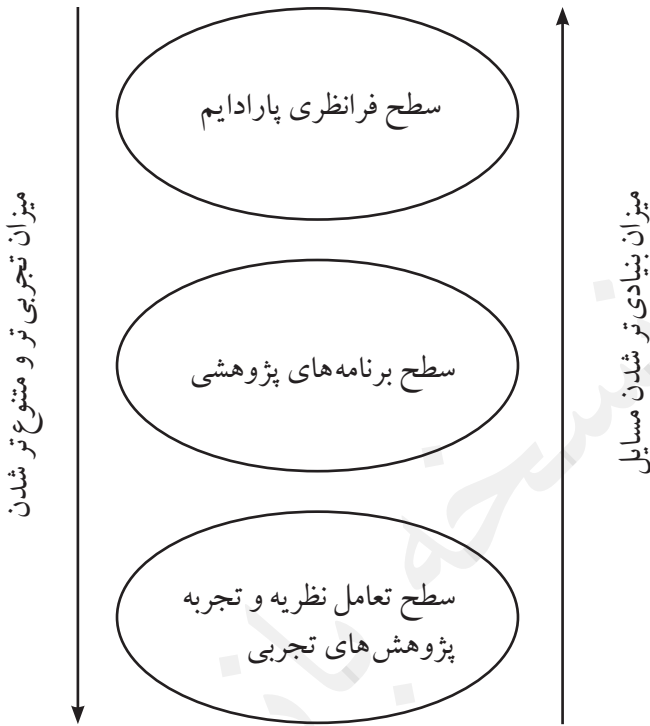 سطح فرانظری پارادایم
سطح برنامه‌های پژوهشی
سطح تعامل نظریه و تجربه
پژوهش‌های تجربی
میزان بنیادی‌تر شدن مسایل
میزان تجربی‌تر و متنوع‌تر شدن